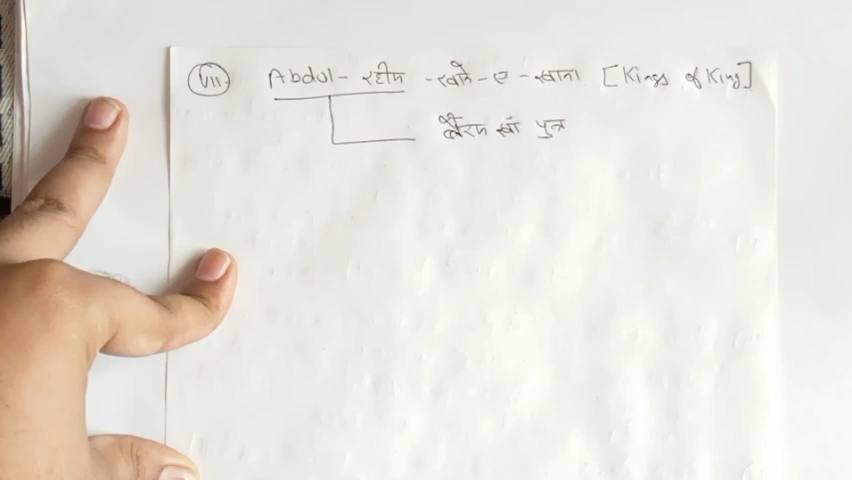 VII. Abdul - रहीम - खाने - ए - खाना [Kings of King]
बैरम खाँ पुत्र